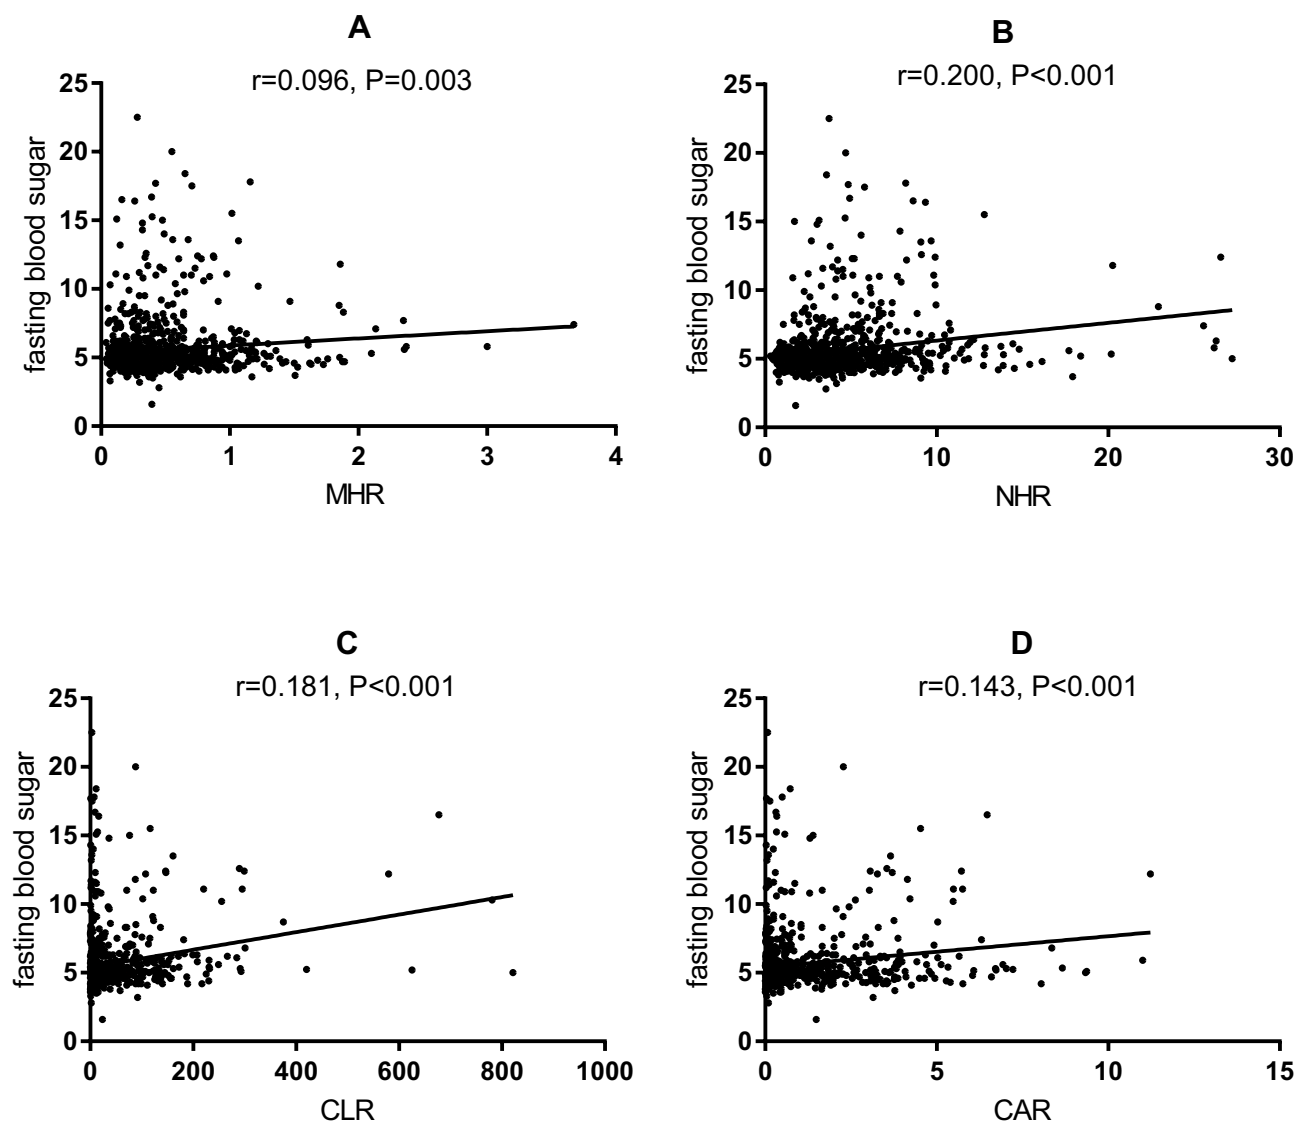 A
r=0.096, P=0.003
25
20
15
10
5
0
fasting blood sugar
0 1 2 3 4
MHR
B
r=0.200, P<0.001
25
20
15
10
5
0
fasting blood sugar
0 10 20 30
NHR
C
r=0.181, P<0.001
25
20
15
10
5
0
fasting blood sugar
0 200 400 600 800 1000
CLR
D
r=0.143, P<0.001
25
20
15
10
5
0
fasting blood sugar
0 5 10 15
CAR